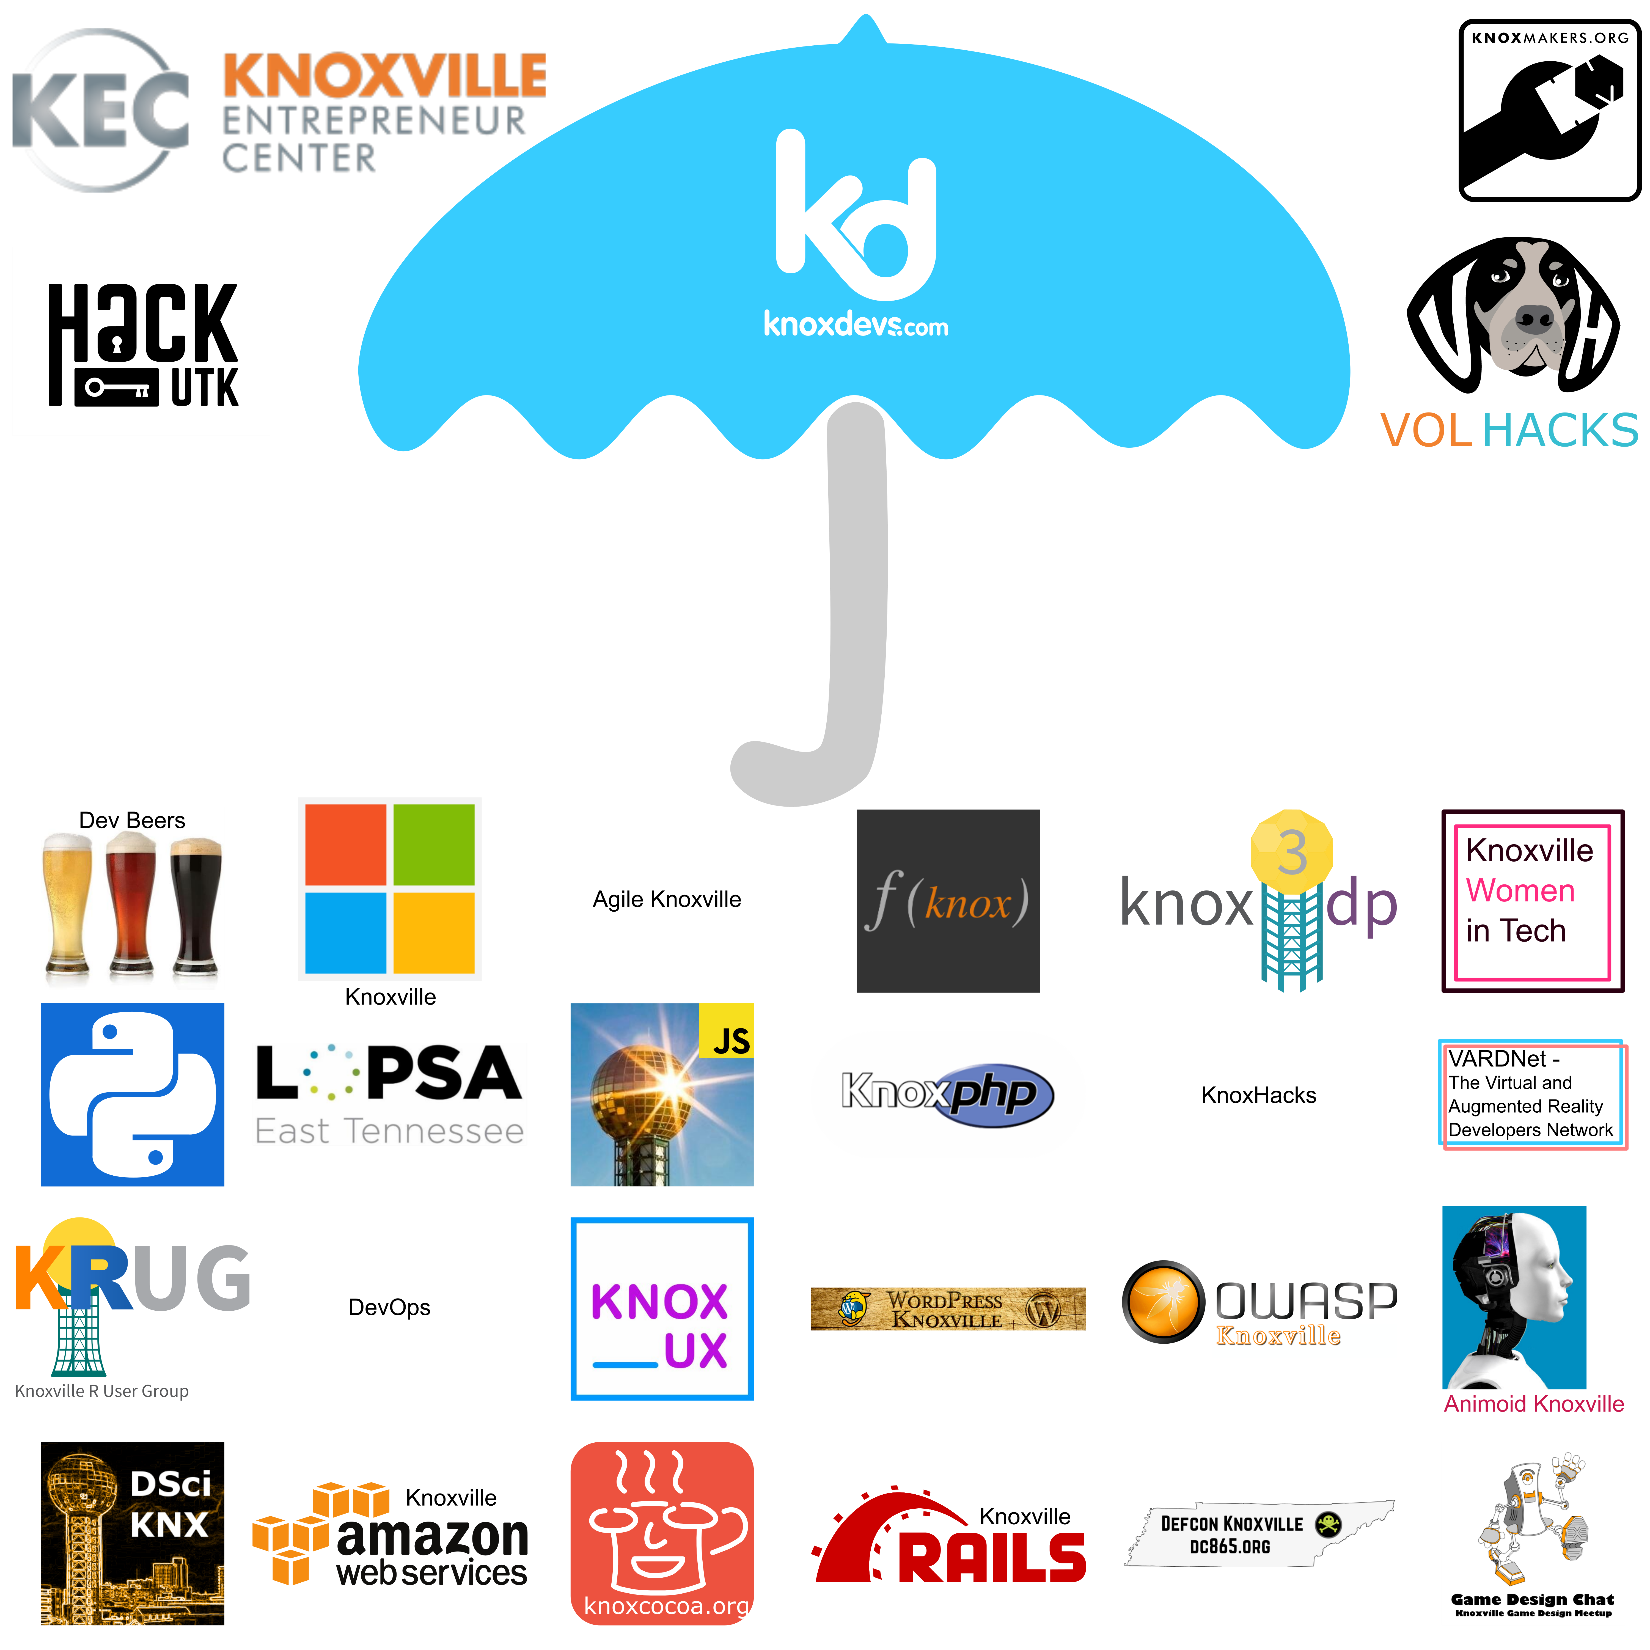 KEC
KNOXVILLE
ENTREPRENEUR
CENTER
KNOXMAKERS.ORG
HaCK
UTK
kd
knoxdevs.com
VH
VOL HACKS
Dev Beers
Knoxville
Agile Knoxville
f (knox)
knox 3 dp
Knoxville
Women
in Tech
LOPSA
East Tennessee
JS
Knoxphp
KnoxHacks
VARDNet -
The Virtual and
Augmented Reality
Developers Network
KRUG
Knoxville R User Group
DevOps
KNOX
_UX
WORDPRESS
KNOXVILLE
W
OWASP
Knoxville
Animoid Knoxville
DSci
KNX
Knoxville
amazon
web services
knoxcocoa.org
Knoxville
RAILS
DEFCON KNOXVILLE
DC865.ORG
Game Design Chat
Knoxville Game Design Meetup